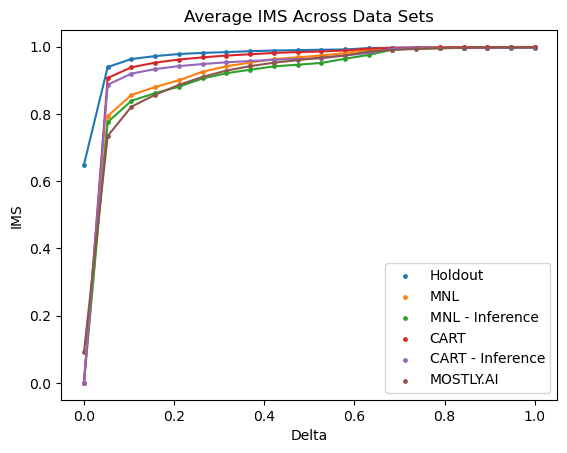 Average IMS Across Data Sets
1.0
0.8
0.6
0.4
0.2
0.0
IMS
Holdout
MNL
MNL - Inference
CART
CART - Inference
MOSTLY.AI
0.0 0.2 0.4 0.6 0.8 1.0
Delta